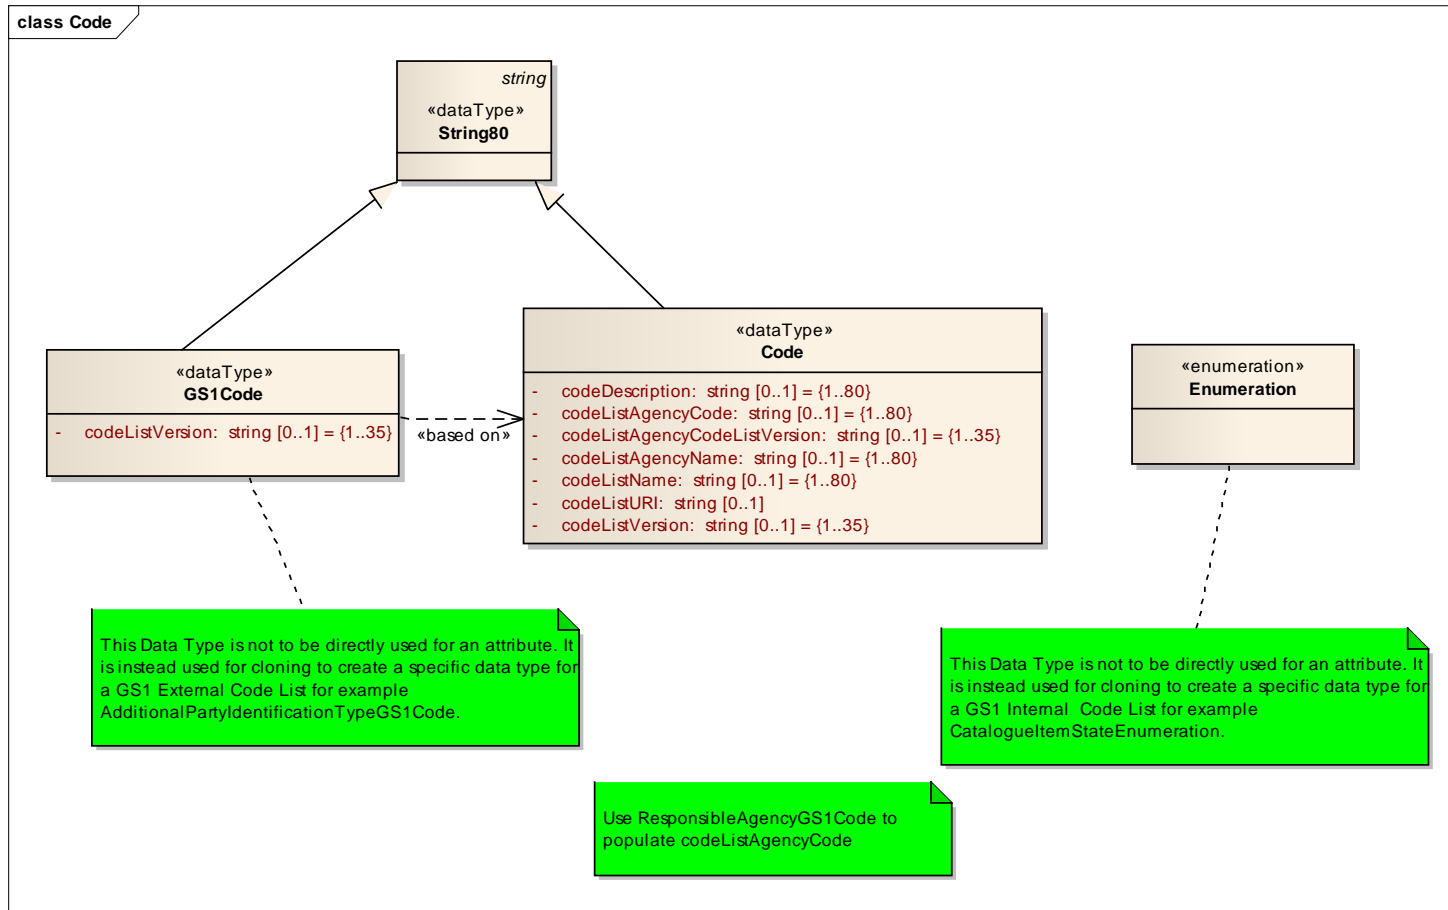 class Code
string
«dataType»
String80
«dataType»
GS1Code
- codeListVersion: string [0..1] = {1..35}
«based on»
«dataType»
Code
- codeDescription: string [0..1] = {1..80}
- codeListAgencyCode: string [0..1] = {1..80}
- codeListAgencyCodeListVersion: string [0..1] = {1..35}
- codeListAgencyName: string [0..1] = {1..80}
- codeListName: string [0..1] = {1..80}
- codeListURI: string [0..1]
- codeListVersion: string [0..1] = {1..35}
«enumeration»
Enumeration
This Data Type is not to be directly used for an attribute. It
is instead used for cloning to create a specific data type for
a GS1 External Code List for example
AdditionalPartyIdentificationTypeGS1Code.
This Data Type is not to be directly used for an attribute. It
is instead used for cloning to create a specific data type for
a GS1 Internal  Code List for example
CatalogueItemStateEnumeration.
Use ResponsibleAgencyGS1Code to
populate codeListAgencyCode